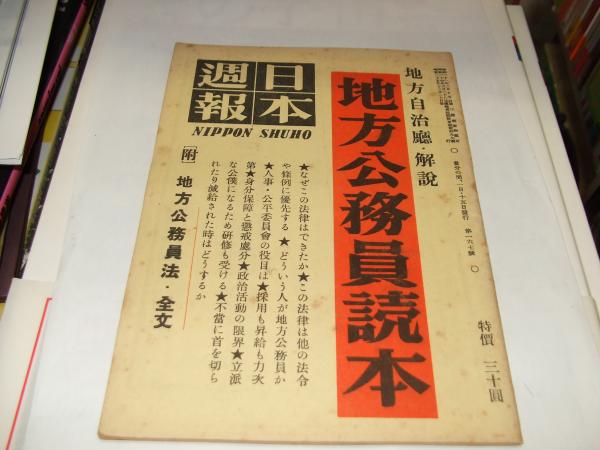 第一六七號
特價 三十圓
地方自治廳・解說
地方公務員読本
日本
週報
NIPPON SHUHO
★なぜこの法律はできたか★この法律は他の法令
や條例に優先する ★どういう人が地方公務員か
★人事・公平委員會の役目は★採用も昇給も力次
第★身分保障と懲戒處分★政治活動の限界★立派
な公僕になるため研修も受ける★不當に首を切ら
れたり減給された時はどうするか
〔附〕 地方公務員法・全文